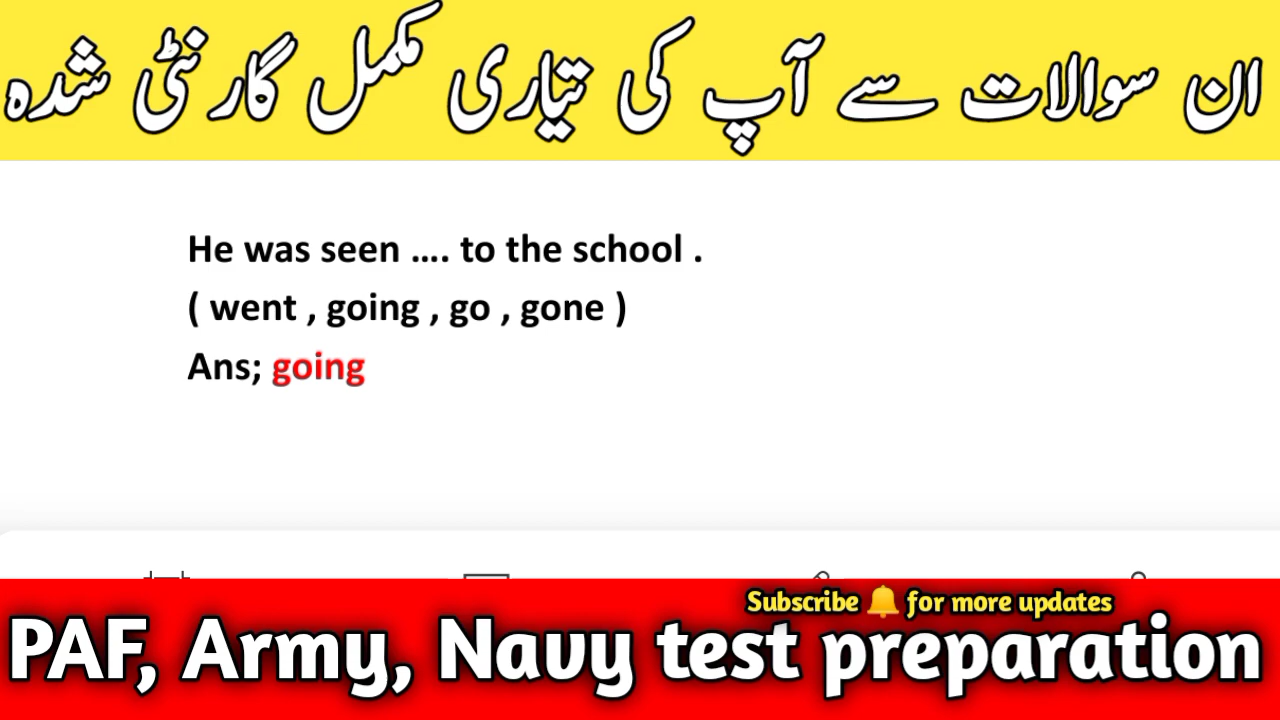 ان سوالات سے آپ کی تیاری مکمل گارنٹی شدہ
He was seen .... to the school .
( went , going , go , gone )
Ans; going
Subscribe 🔔 for more updates
PAF, Army, Navy test preparation